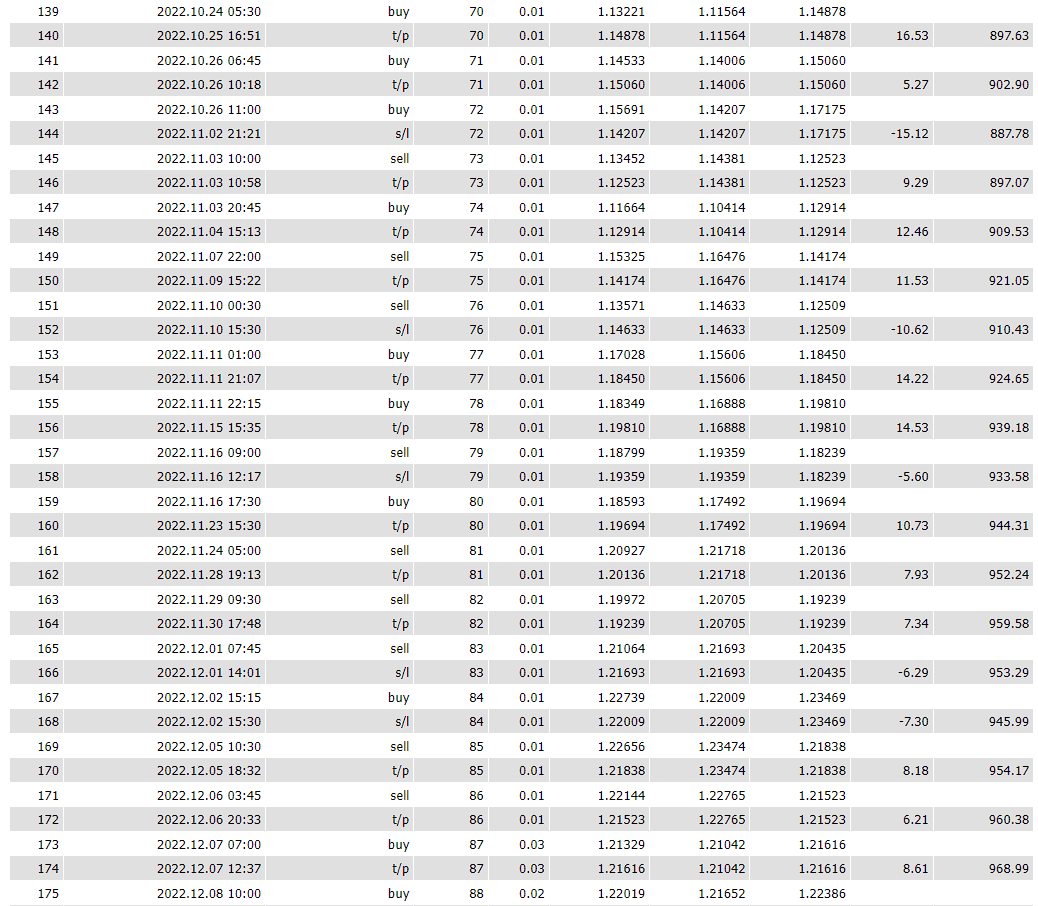 139 2022.10.24 05:30 buy 70 0.01 1.13221 1.11564 1.14878
140 2022.10.25 16:51 t/p 70 0.01 1.14878 1.11564 1.14878 16.53 897.63
141 2022.10.26 06:45 buy 71 0.01 1.14533 1.14006 1.15060
142 2022.10.26 10:18 t/p 71 0.01 1.15060 1.14006 1.15060 5.27 902.90
143 2022.10.26 11:00 buy 72 0.01 1.15691 1.14207 1.17175
144 2022.11.02 21:21 s/l 72 0.01 1.14207 1.14207 1.17175 -15.12 887.78
145 2022.11.03 10:00 sell 73 0.01 1.13452 1.14381 1.12523
146 2022.11.03 10:58 t/p 73 0.01 1.12523 1.14381 1.12523 9.29 897.07
147 2022.11.03 20:45 buy 74 0.01 1.11664 1.10414 1.12914
148 2022.11.04 15:13 t/p 74 0.01 1.12914 1.10414 1.12914 12.46 909.53
149 2022.11.07 22:00 sell 75 0.01 1.15325 1.16476 1.14174
150 2022.11.09 15:22 t/p 75 0.01 1.14174 1.16476 1.14174 11.53 921.05
151 2022.11.10 00:30 sell 76 0.01 1.13571 1.14633 1.12509
152 2022.11.10 15:30 s/l 76 0.01 1.14633 1.14633 1.12509 -10.62 910.43
153 2022.11.11 01:00 buy 77 0.01 1.17028 1.15606 1.18450
154 2022.11.11 21:07 t/p 77 0.01 1.18450 1.15606 1.18450 14.22 924.65
155 2022.11.11 22:15 buy 78 0.01 1.18349 1.16888 1.19810
156 2022.11.15 15:35 t/p 78 0.01 1.19810 1.16888 1.19810 14.53 939.18
157 2022.11.16 09:00 sell 79 0.01 1.18799 1.19359 1.18239
158 2022.11.16 12:17 s/l 79 0.01 1.19359 1.19359 1.18239 -5.60 933.58
159 2022.11.16 17:30 buy 80 0.01 1.18593 1.17492 1.19694
160 2022.11.23 15:30 t/p 80 0.01 1.19694 1.17492 1.19694 10.73 944.31
161 2022.11.24 05:00 sell 81 0.01 1.20927 1.21718 1.20136
162 2022.11.28 19:13 t/p 81 0.01 1.20136 1.21718 1.20136 7.93 952.24
163 2022.11.29 09:30 sell 82 0.01 1.19972 1.20705 1.19239
164 2022.11.30 17:48 t/p 82 0.01 1.19239 1.20705 1.19239 7.34 959.58
165 2022.12.01 07:45 sell 83 0.01 1.21064 1.21693 1.20435
166 2022.12.01 14:01 s/l 83 0.01 1.21693 1.21693 1.20435 -6.29 953.29
167 2022.12.02 15:15 buy 84 0.01 1.22739 1.22009 1.23469
168 2022.12.02 15:30 s/l 84 0.01 1.22009 1.22009 1.23469 -7.30 945.99
169 2022.12.05 10:30 sell 85 0.01 1.22656 1.23474 1.21838
170 2022.12.05 18:32 t/p 85 0.01 1.21838 1.23474 1.21838 8.18 954.17
171 2022.12.06 03:45 sell 86 0.01 1.22144 1.22765 1.21523
172 2022.12.06 20:33 t/p 86 0.01 1.21523 1.22765 1.21523 6.21 960.38
173 2022.12.07 07:00 buy 87 0.03 1.21329 1.21042 1.21616
174 2022.12.07 12:37 t/p 87 0.03 1.21616 1.21042 1.21616 8.61 968.99
175 2022.12.08 10:00 buy 88 0.02 1.22019 1.21652 1.22386